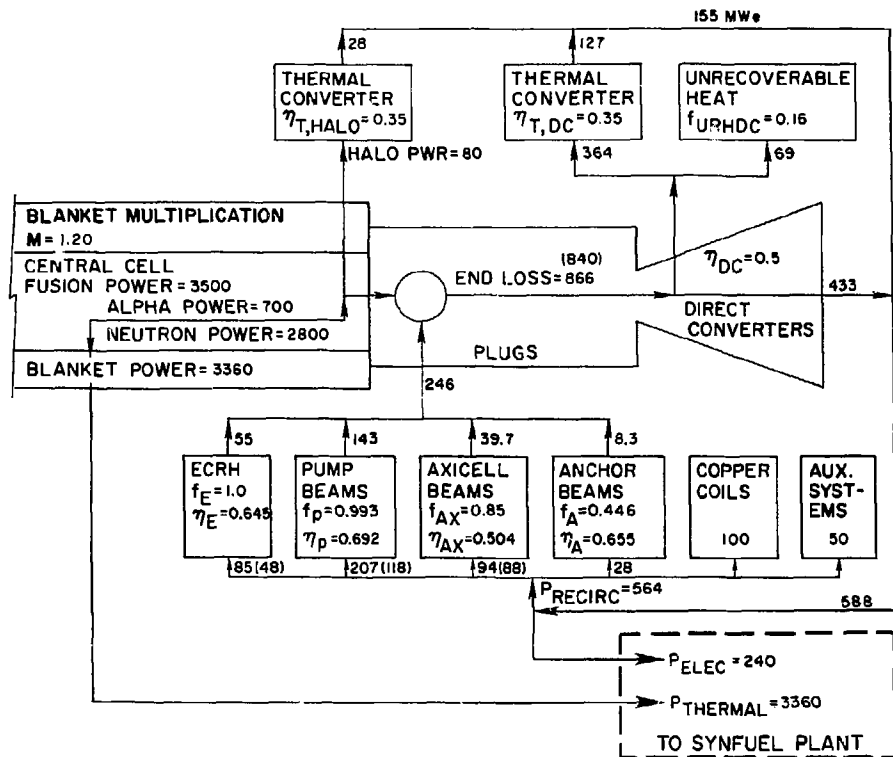 155 MWe
28
127
THERMAL
CONVERTER
ηT,HALO = 0.35
THERMAL
CONVERTER
ηT,DC = 0.35
UNRECOVERABLE
HEAT
fURHDC = 0.16
HALO PWR = 80
364
69
BLANKET MULTIPLICATION
M = 1.20
CENTRAL CELL
FUSION POWER = 3500
ALPHA POWER = 700
NEUTRON POWER = 2800
BLANKET POWER = 3360
(840)
END LOSS = 866
ηDC = 0.5
433
DIRECT
CONVERTERS
PLUGS
246
55
143
39.7
8.3
ECRH
fE = 1.0
ηE = 0.645
PUMP
BEAMS
fp = 0.993
ηp = 0.692
AXICELL
BEAMS
fAX = 0.85
ηAX = 0.504
ANCHOR
BEAMS
fA = 0.446
ηA = 0.655
COPPER
COILS
100
AUX.
SYST-
EMS
50
85(48)
207(118)
94(88)
28
PRECIRC = 564
588
PELEC = 240
PTHERMAL = 3360
TO SYNFUEL PLANT